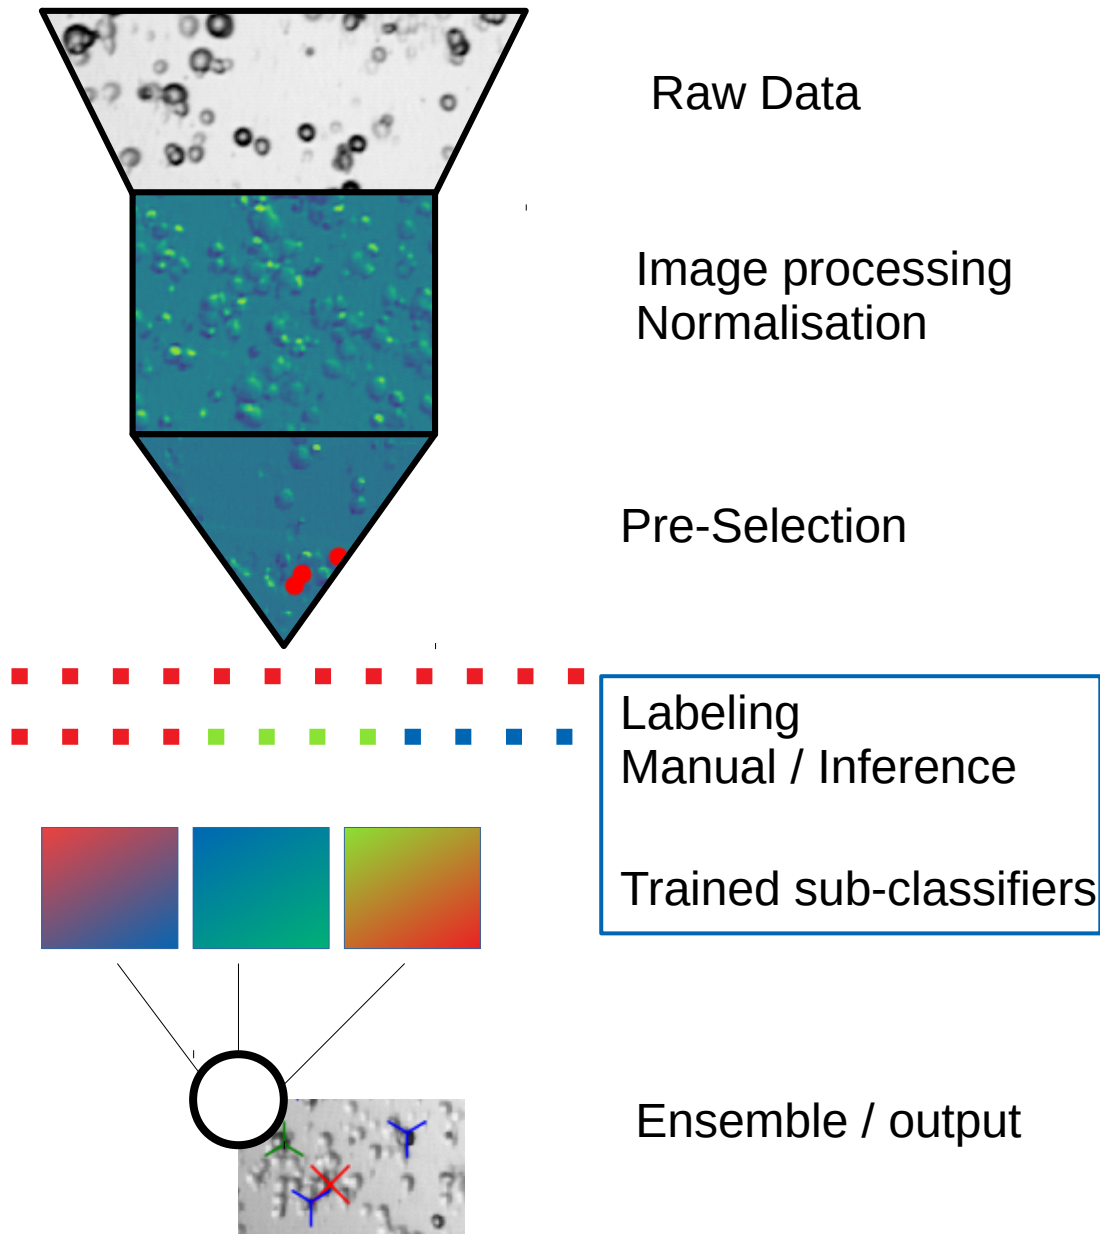 Raw Data
Image processing
Normalisation
Pre-Selection
Labeling
Manual / Inference
Trained sub-classifiers
Ensemble / output